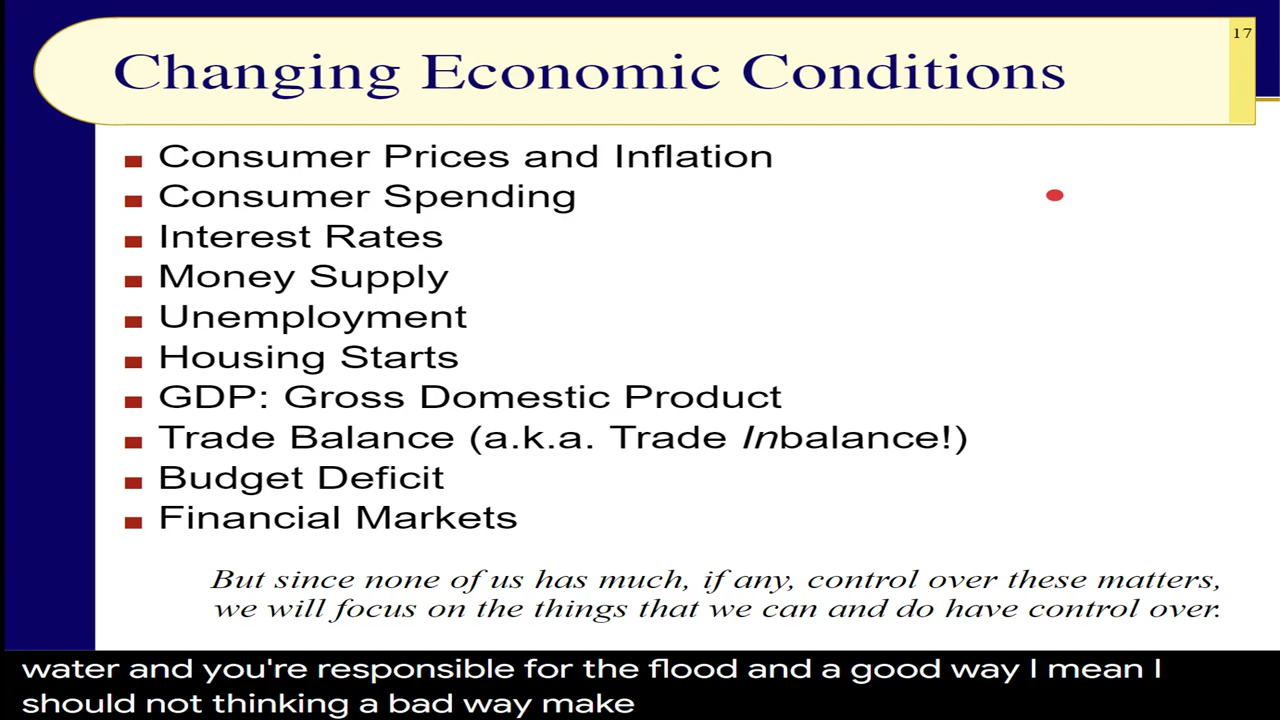 17
Changing Economic Conditions
Consumer Prices and Inflation
Consumer Spending
Interest Rates
Money Supply
Unemployment
Housing Starts
GDP: Gross Domestic Product
Trade Balance (a.k.a. Trade Inbalance!)
Budget Deficit
Financial Markets
But since none of us has much, if any, control over these matters,
we will focus on the things that we can and do have control over.
water and you're responsible for the flood and a good way I mean I
should not thinking a bad way make